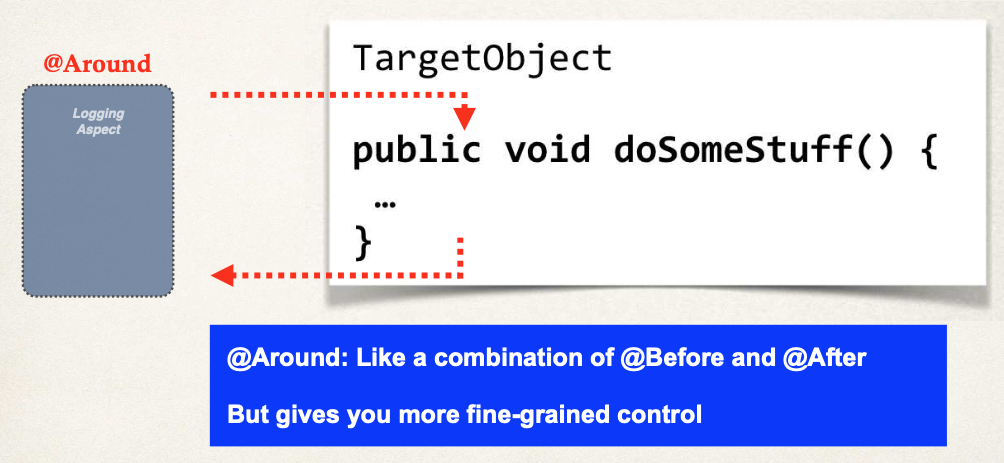 @Around
Logging
Aspect
TargetObject
public void doSomeStuff() {
…
}
@Around: Like a combination of @Before and @After
But gives you more fine-grained control